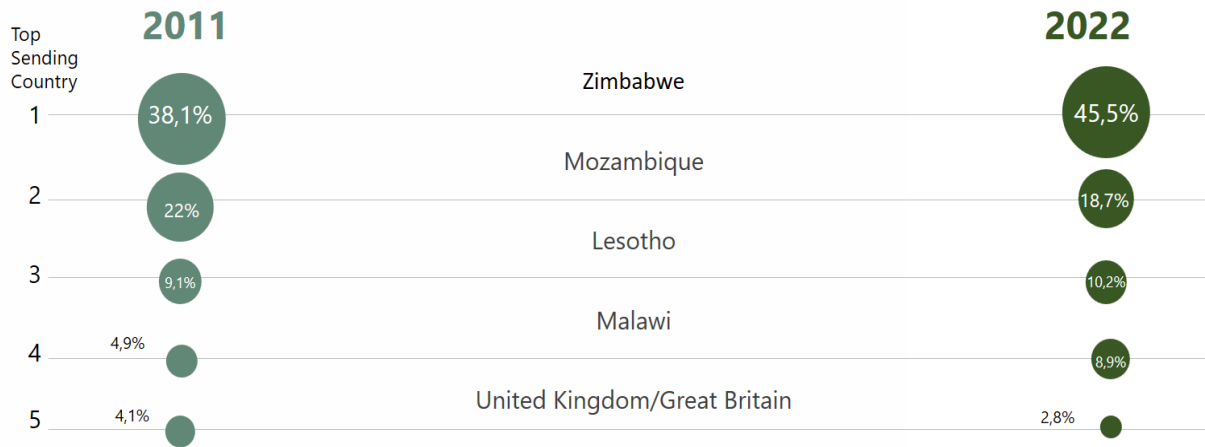 Top
Sending
Country
2011
2022
Zimbabwe
1
38,1%
45,5%
Mozambique
2
22%
18,7%
Lesotho
3
9,1%
10,2%
Malawi
4
4,9%
8,9%
United Kingdom/Great Britain
5
4,1%
2,8%